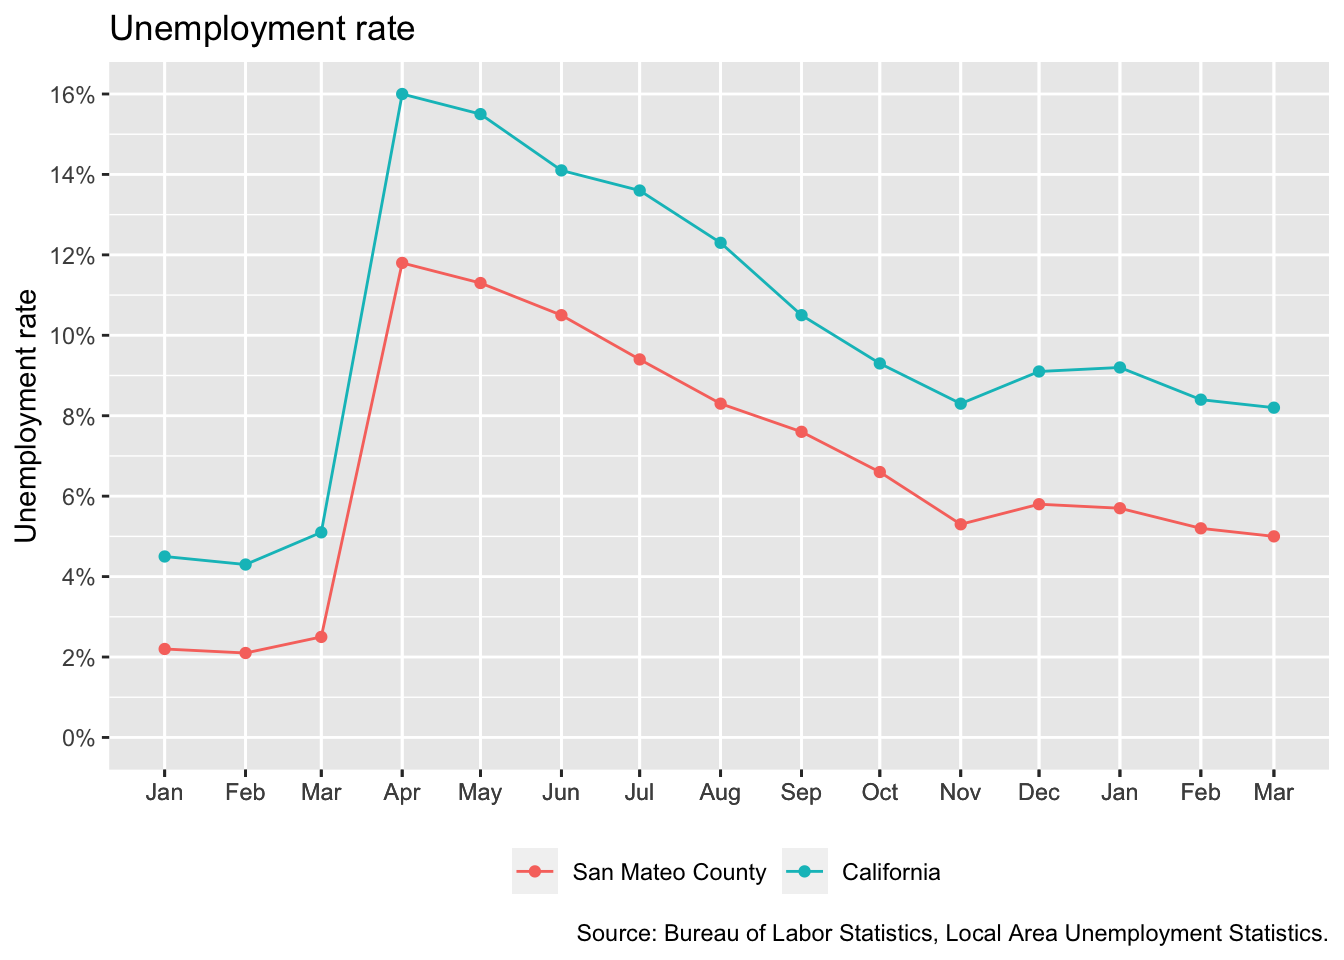 Unemployment rate
Unemployment rate
16%
14%
12%
10%
8%
6%
4%
2%
0%
Jan Feb Mar Apr May Jun Jul Aug Sep Oct Nov Dec Jan Feb Mar
San Mateo County California
Source: Bureau of Labor Statistics, Local Area Unemployment Statistics.